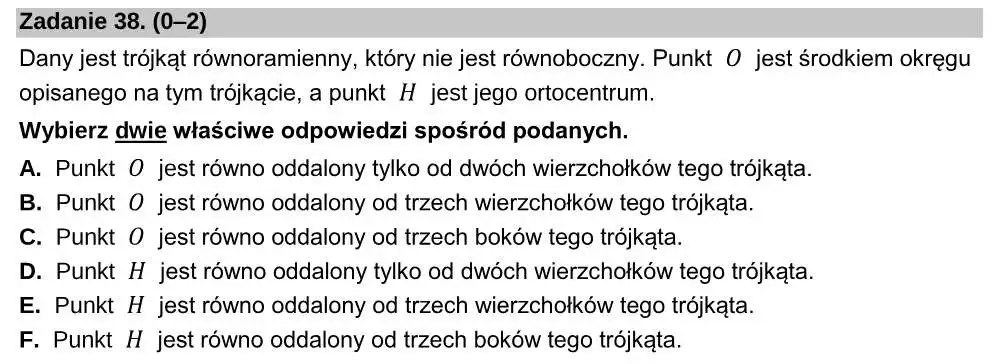 Zadanie 38. (0–2)
Dany jest trójkąt równoramienny, który nie jest równoboczny. Punkt O jest środkiem okręgu
opisanego na tym trójkącie, a punkt H jest jego ortocentrum.
Wybierz dwie właściwe odpowiedzi spośród podanych.
A. Punkt O jest równo oddalony tylko od dwóch wierzchołków tego trójkąta.
B. Punkt O jest równo oddalony od trzech wierzchołków tego trójkąta.
C. Punkt O jest równo oddalony od trzech boków tego trójkąta.
D. Punkt H jest równo oddalony tylko od dwóch wierzchołków tego trójkąta.
E. Punkt H jest równo oddalony od trzech wierzchołków tego trójkąta.
F. Punkt H jest równo oddalony od trzech boków tego trójkąta.